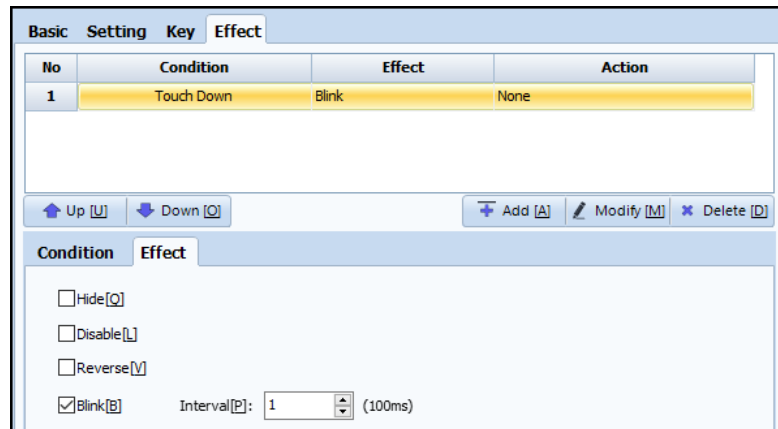 Basic Setting Key Effect
No Condition Effect Action
1 Touch Down Blink None
Up [U] Down [O] Add [A] Modify [M] Delete [D]
Condition Effect
Hide[Q]
Disable[L]
Reverse[V]
Blink[B] Interval[P]: 1 (100ms)